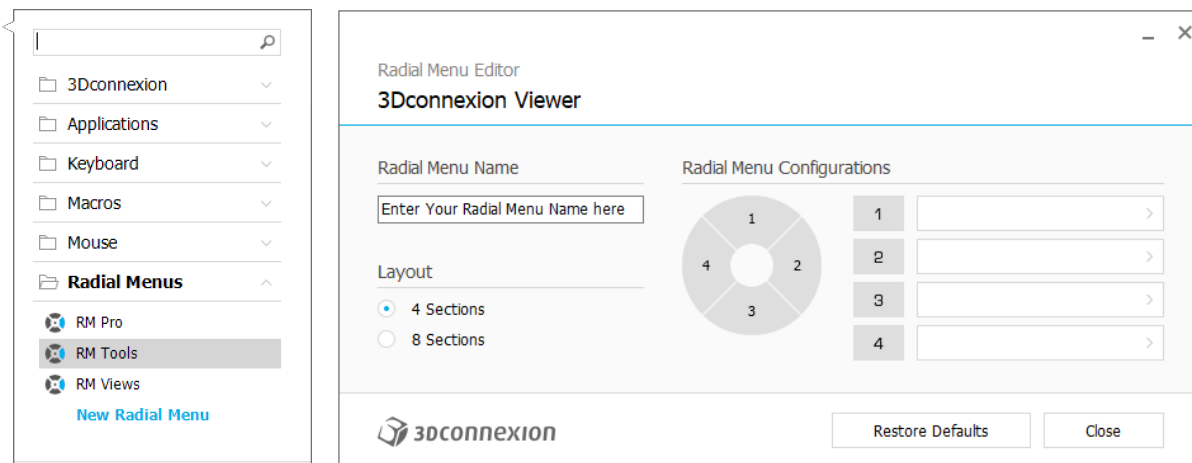 3Dconnexion
Applications
Keyboard
Macros
Mouse
Radial Menus
RM Pro
RM Tools
RM Views
New Radial Menu
Radial Menu Editor
3Dconnexion Viewer
Radial Menu Name
Enter Your Radial Menu Name here
Layout
4 Sections
8 Sections
Radial Menu Configurations
1
4 2
3
1
2
3
4
3Dconnexion
Restore Defaults Close